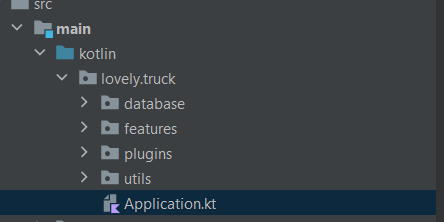 src
main
kotlin
lovely.truck
database
features
plugins
utils
Application.kt